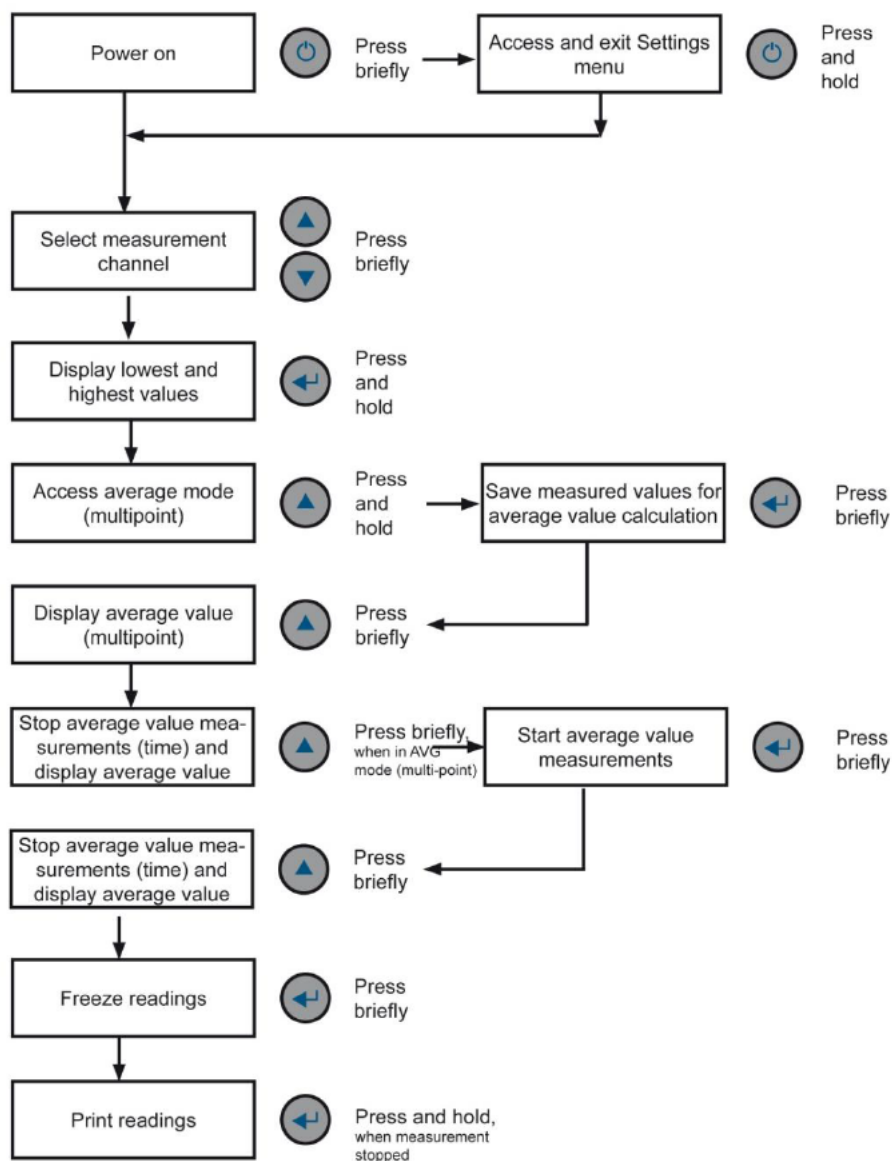 Power on
Press
briefly
Access and exit Settings
menu
Press
and
hold
Select measurement
channel
Press
briefly
Display lowest and
highest values
Press
and
hold
Access average mode
(multipoint)
Press
and
hold
Save measured values for
average value calculation
Press
briefly
Display average value
(multipoint)
Press
briefly
Stop average value mea-
surements (time) and
display average value
Press briefly,
when in AVG
mode (multi-point)
Start average value
measurements
Press
briefly
Stop average value mea-
surements (time) and
display average value
Press
briefly
Freeze readings
Press
briefly
Print readings
Press and hold,
when measurement
stopped